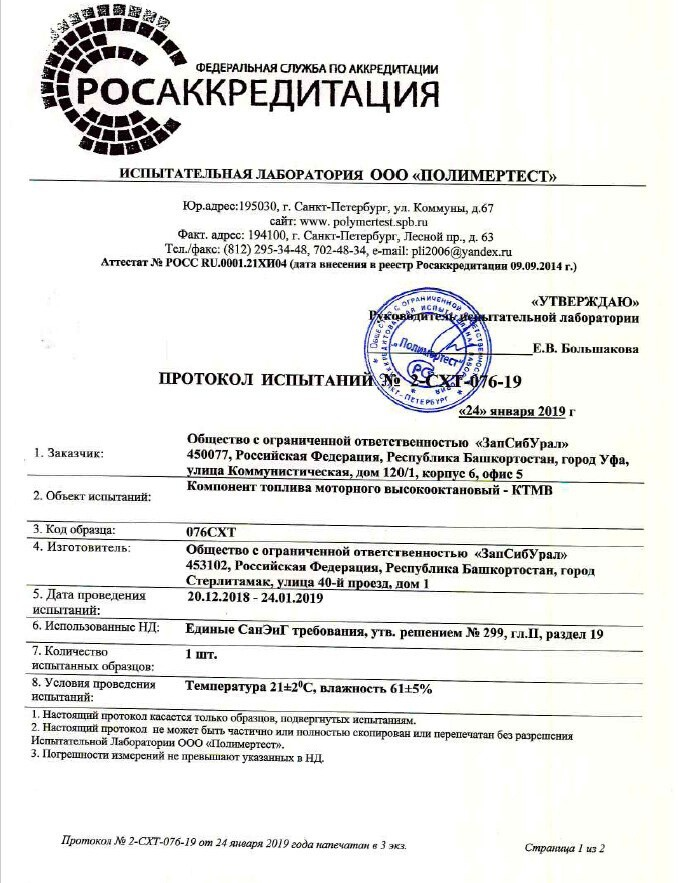 ФЕДЕРАЛЬНАЯ СЛУЖБА ПО АККРЕДИТАЦИИ
РОСАККРЕДИТАЦИЯ
ИСПЫТАТЕЛЬНАЯ ЛАБОРАТОРИЯ ООО «ПОЛИМЕРТЕСТ»
Юр.адрес:195030, г. Санкт-Петербург, ул. Коммуны, д.67
сайт: www. polymertest.spb.ru
Факт. адрес: 194100, г. Санкт-Петербург, Лесной пр., д. 63
Тел./факс: (812) 295-34-48, 702-48-34, e-mail: pli2006@yandex.ru
Аттестат № РОСС RU.0001.21ХИ04 (дата внесения в реестр Росаккредитации 09.09.2014 г.)
«УТВЕРЖДАЮ»
Руководитель испытательной лаборатории
Е.В. Большакова
"Полимертест"
РС
САНКТ-ПЕТЕРБУРГ
ПРОТОКОЛ ИСПЫТАНИЙ № 2-СХТ-076-19
«24» января 2019 г
1. Заказчик:
Общество с ограниченной ответственностью «ЗапСибУрал»
450077, Российская Федерация, Республика Башкортостан, город Уфа,
улица Коммунистическая, дом 120/1, корпус 6, офис 5
2. Объект испытаний:
Компонент топлива моторного высокооктановый - КТМВ
3. Код образца:
076СХТ
4. Изготовитель:
Общество с ограниченной ответственностью «ЗапСибУрал»
453102, Российская Федерация, Республика Башкортостан, город
Стерлитамак, улица 40-й проезд, дом 1
5. Дата проведения
испытаний:
20.12.2018 - 24.01.2019
6. Использованные НД:
Единые СанЭиГ требования, утв. решением № 299, гл.II, раздел 19
7. Количество
испытанных образцов:
1 шт.
8. Условия проведения
испытаний:
Температура 21±2⁰С, влажность 61±5%
1. Настоящий протокол касается только образцов, подвергнутых испытаниям.
2. Настоящий протокол не может быть частично или полностью скопирован или перепечатан без разрешения
Испытательной Лаборатории ООО «Полимертест».
3. Погрешности измерений не превышают указанных в НД.
Протокол № 2-СХТ-076-19 от 24 января 2019 года напечатан в 3 экз.
Страница 1 из 2